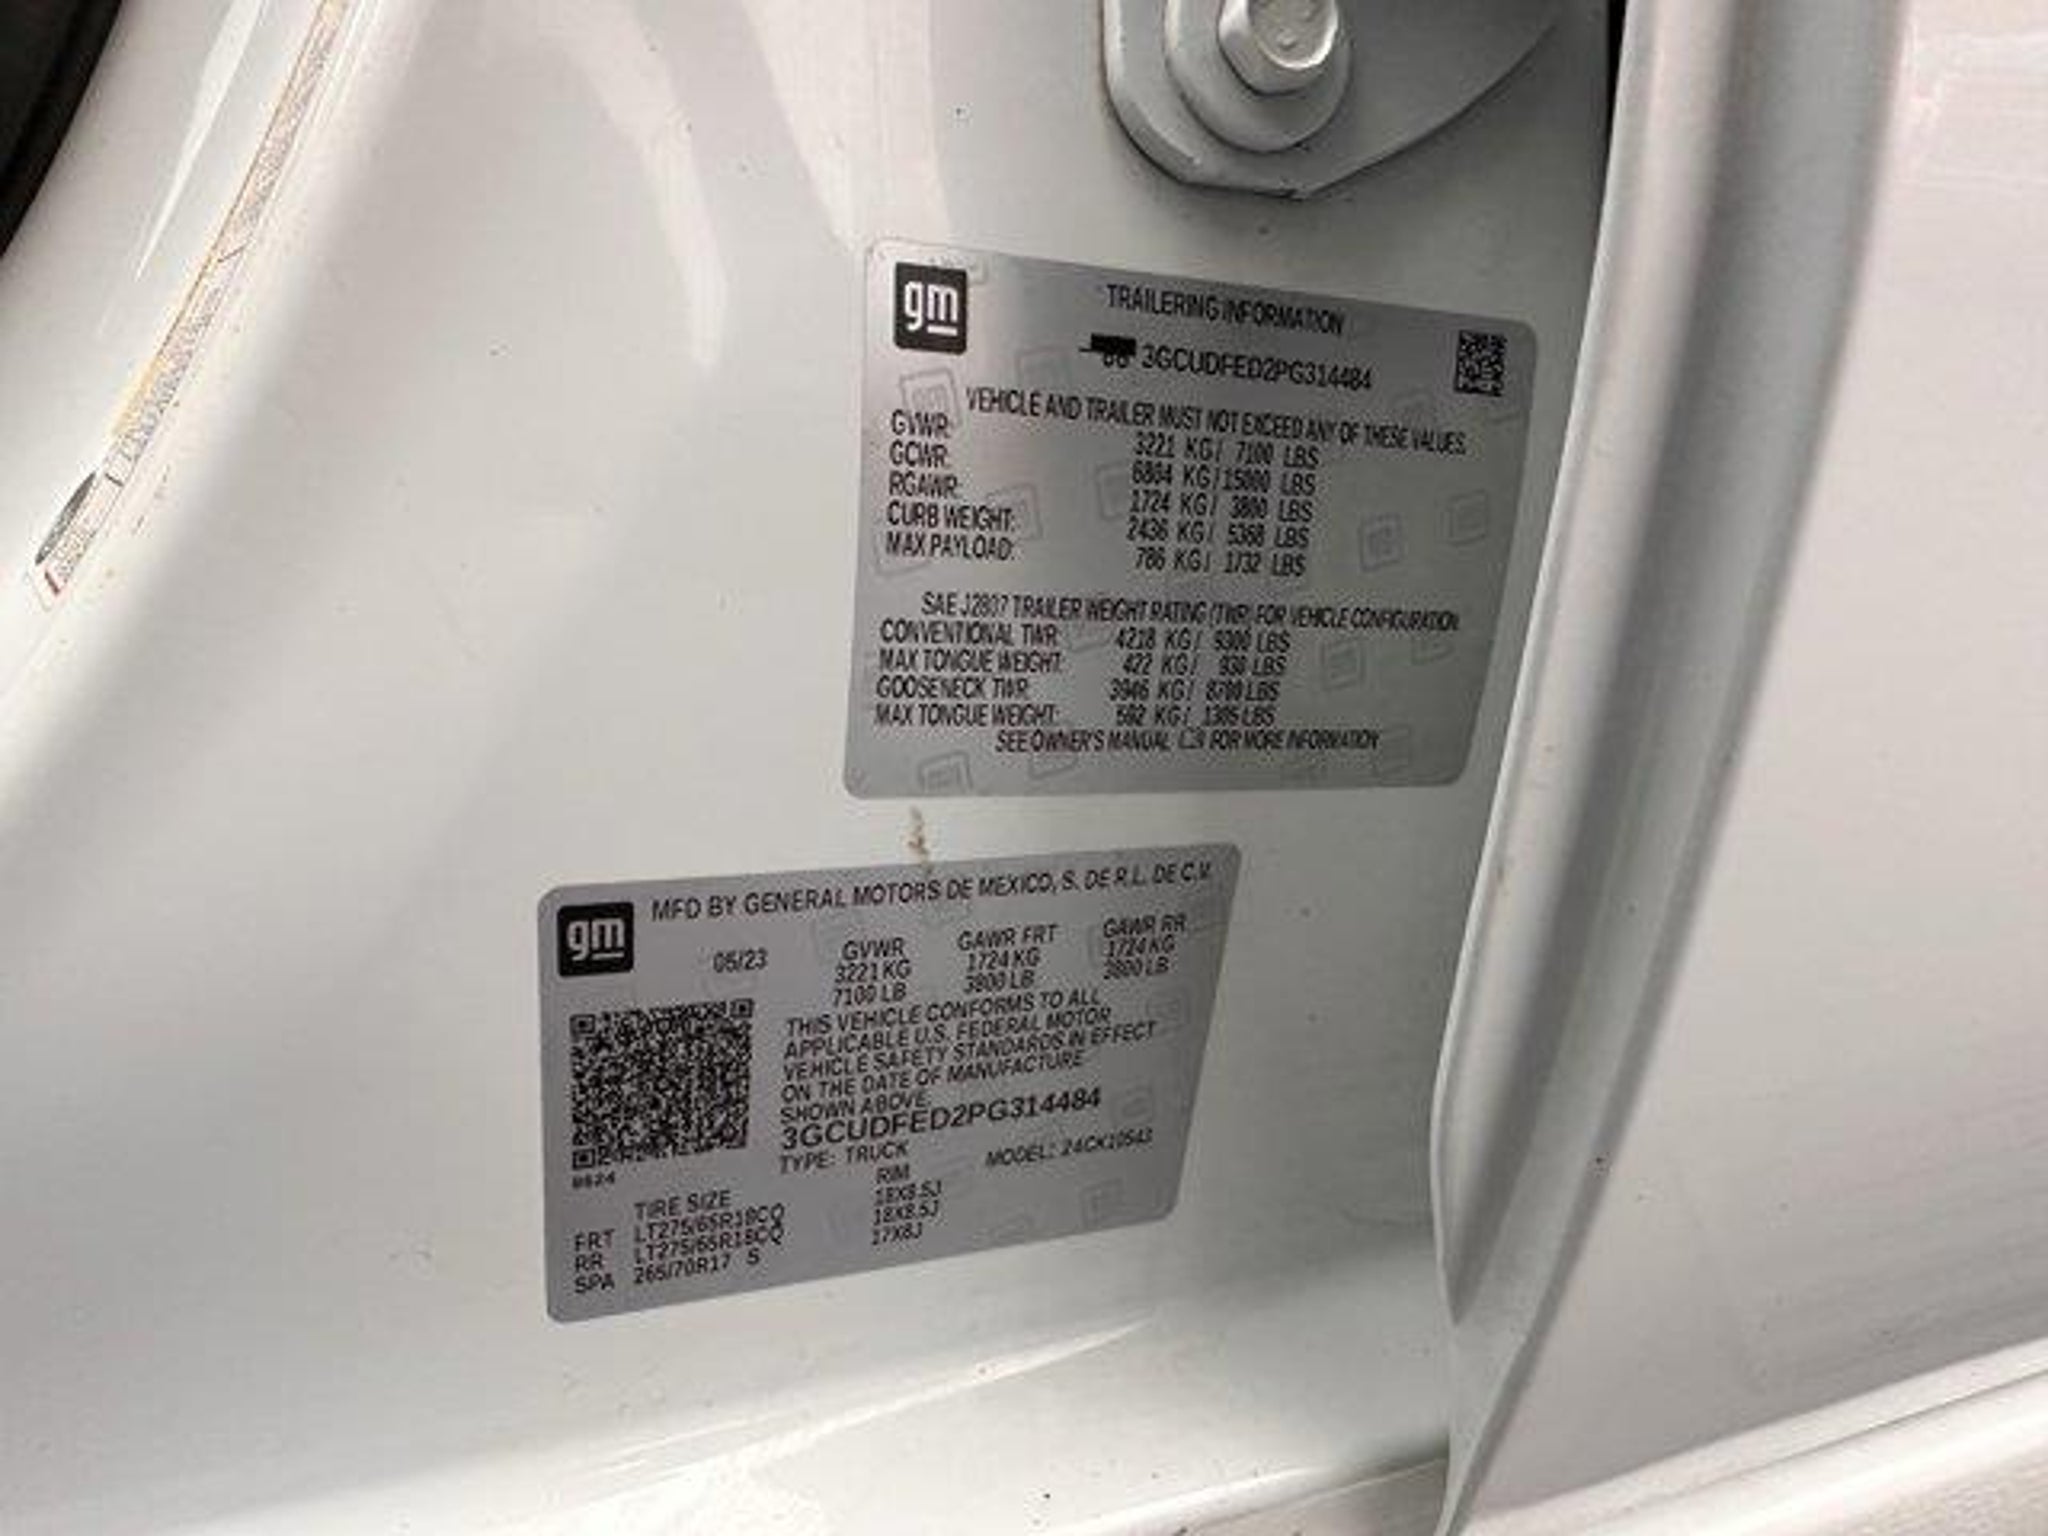 gm
TRAILERING INFORMATION
3GCUDFED2PG314484
VEHICLE AND TRAILER MUST NOT EXCEED ANY OF THESE VALUES.
GVWR: 3221 KG/ 7100 LBS
GCWR: 6804 KG/15000 LBS
RGAWR: 1724 KG/ 3800 LBS
CURB WEIGHT: 2436 KG/ 5368 LBS
MAX PAYLOAD: 786 KG/ 1732 LBS
SAE J2807 TRAILER WEIGHT RATING (TWR) FOR VEHICLE CONFIGURATION
CONVENTIONAL TWR: 4218 KG/ 9300 LBS
MAX TONGUE WEIGHT: 422 KG/ 930 LBS
GOOSENECK TWR: 3946 KG/ 8700 LBS
MAX TONGUE WEIGHT: 592 KG/ 1305 LBS
SEE OWNER'S MANUAL FOR MORE INFORMATION
gm
MFD BY GENERAL MOTORS DE MEXICO, S. DE R.L. DE C.V.
05/23 GVWR GAWR FRT GAWR RR
3221 KG 1724 KG 1724 KG
7100 LB 3800 LB 3800 LB
THIS VEHICLE CONFORMS TO ALL
APPLICABLE U.S. FEDERAL MOTOR
VEHICLE SAFETY STANDARDS IN EFFECT
ON THE DATE OF MANUFACTURE
SHOWN ABOVE.
3GCUDFED2PG314484
TYPE: TRUCK MODEL: 24CK10543
TIRE SIZE RIM
FRT LT275/65R18CQ 18X8.5J
RR LT275/65R18CQ 18X8.5J
SPA 265/70R17 S 17X8J